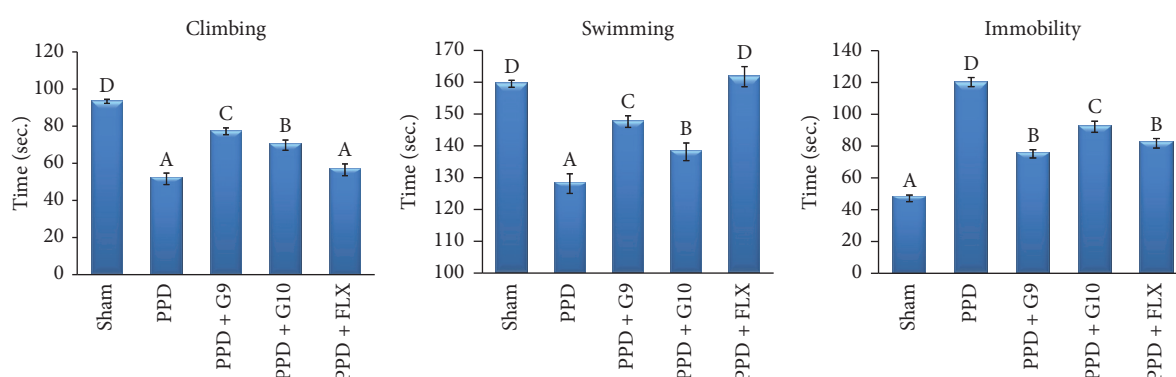 Climbing
Time (sec.)
120
100
80
60
40
20
0
D
A
C
B
A
Sham
PPD
PPD + G9
PPD + G10
PPD + FLX
Swimming
Time (sec.)
170
160
150
140
130
120
110
100
D
A
C
B
D
Sham
PPD
PPD + G9
PPD + G10
PPD + FLX
Immobility
Time (sec.)
140
120
100
80
60
40
20
0
A
D
B
C
B
Sham
PPD
PPD + G9
PPD + G10
PPD + FLX